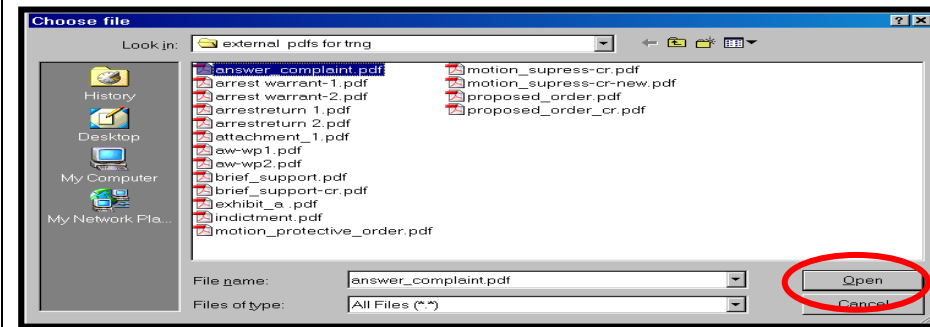 Choose file
Look in: external pdfs for trng
History
Desktop
My Computer
My Network Pla...
answer_complaint.pdf
arrest warrant-1.pdf
arrest warrant-2.pdf
arrestreturn 1.pdf
arrestreturn 2.pdf
attachment_1.pdf
aw-wp1.pdf
aw-wp2.pdf
brief_support.pdf
brief_support-cr.pdf
exhibit_a .pdf
indictment.pdf
motion_protective_order.pdf
motion_supress-cr.pdf
motion_supress-cr-new.pdf
proposed_order.pdf
proposed_order_cr.pdf
File name: answer_complaint.pdf Open
Files of type: All Files (*.*) Cancel